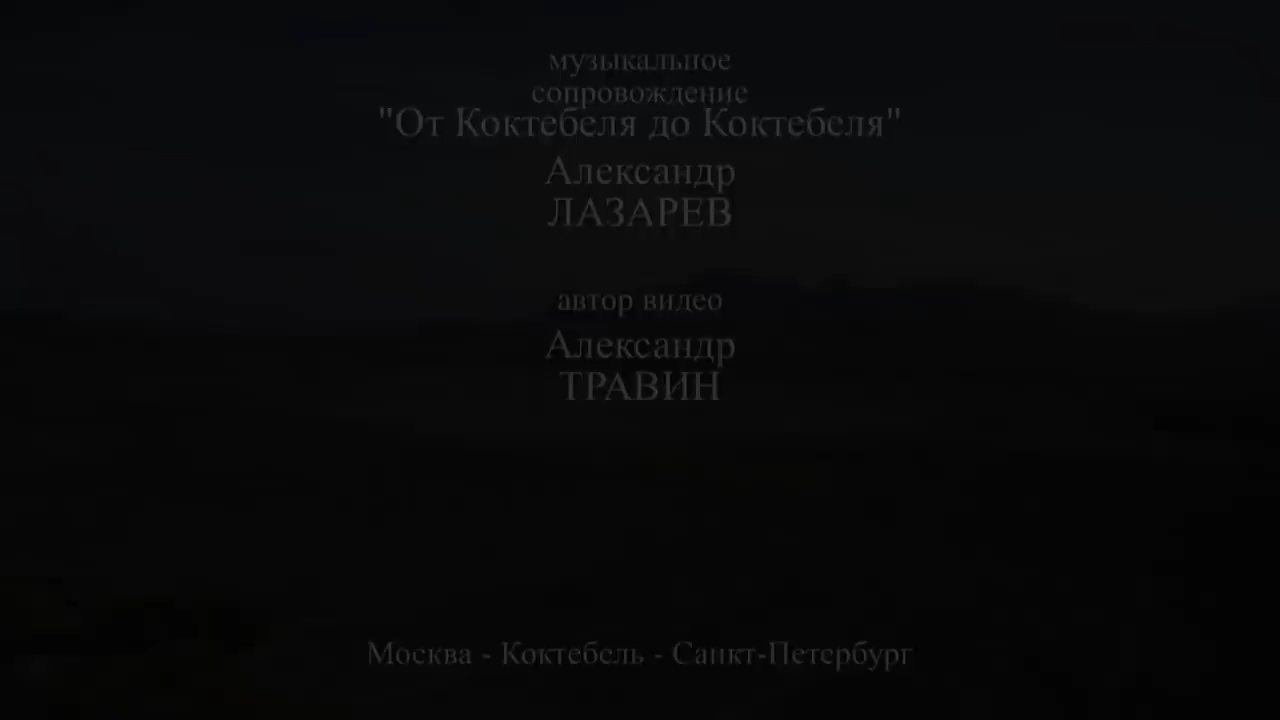 музыкальное
сопровождение
"От Коктебеля до Коктебеля"
Александр
ЛАЗАРЕВ
автор видео
Александр
ТРАВИН
Москва - Коктебель - Санкт-Петербург